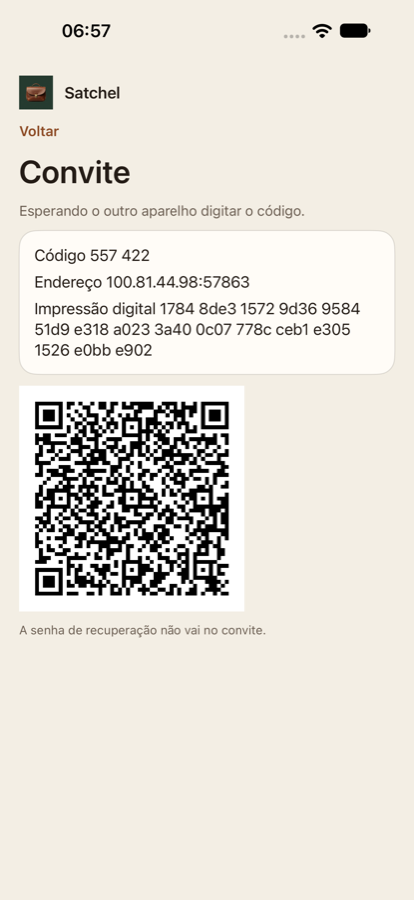 06:57
Satchel
Voltar
Convite
Esperando o outro aparelho digitar o código.
Código 557 422
Endereço 100.81.44.98:57863
Impressão digital 1784 8de3 1572 9d36 9584
51d9 e318 a023 3a40 0c07 778c ceb1 e305
1526 e0bb e902
A senha de recuperação não vai no convite.